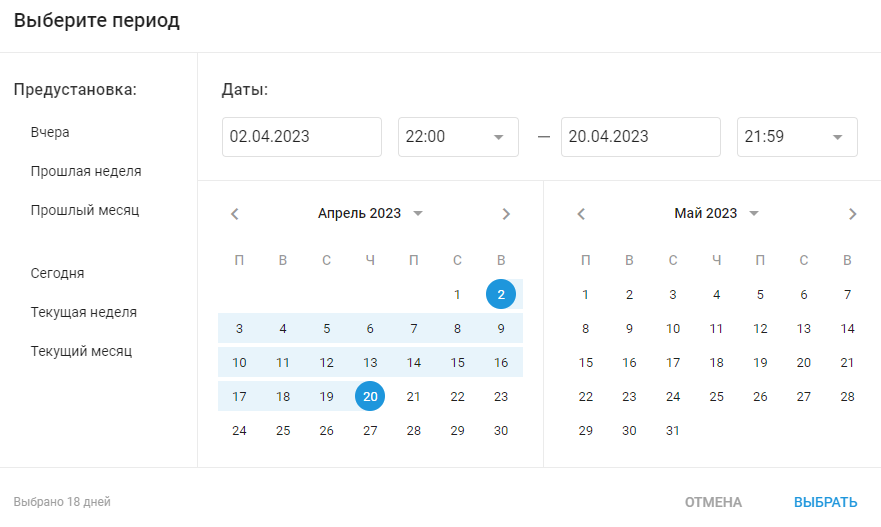 Выберите период
Предустановка:
Вчера
Прошлая неделя
Прошлый месяц
Сегодня
Текущая неделя
Текущий месяц
Даты:
02.04.2023 22:00 — 20.04.2023 21:59
Апрель 2023
П В С Ч П С В
1 2
3 4 5 6 7 8 9
10 11 12 13 14 15 16
17 18 19 20 21 22 23
24 25 26 27 28 29 30
Май 2023
П В С Ч П С В
1 2 3 4 5 6 7
8 9 10 11 12 13 14
15 16 17 18 19 20 21
22 23 24 25 26 27 28
29 30 31
Выбрано 18 дней
ОТМЕНА ВЫБРАТЬ